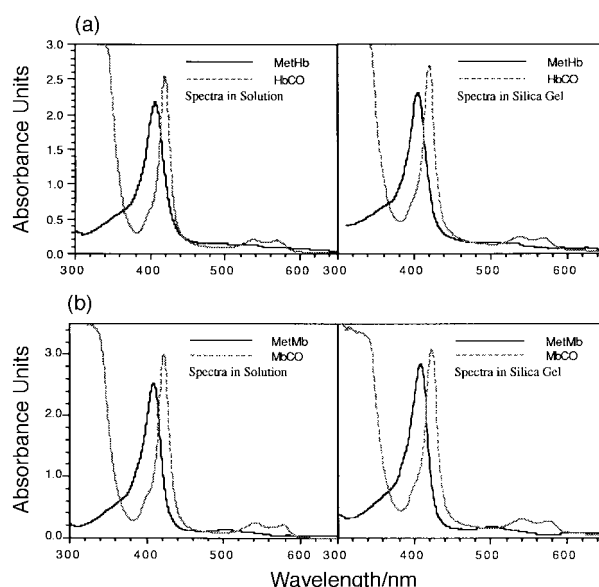 (a)
Absorbance Units
3.0
2.5
2.0
1.5
1.0
0.5
0.0
MetHb
HbCO
Spectra in Solution
300 400 500 600
MetHb
HbCO
Spectra in Silica Gel
400 500 600
(b)
Absorbance Units
3.0
2.0
1.0
0.0
MetMb
MbCO
Spectra in Solution
300 400 500 600
MetMb
MbCO
Spectra in Silica Gel
300 400 500 600
Wavelength/nm